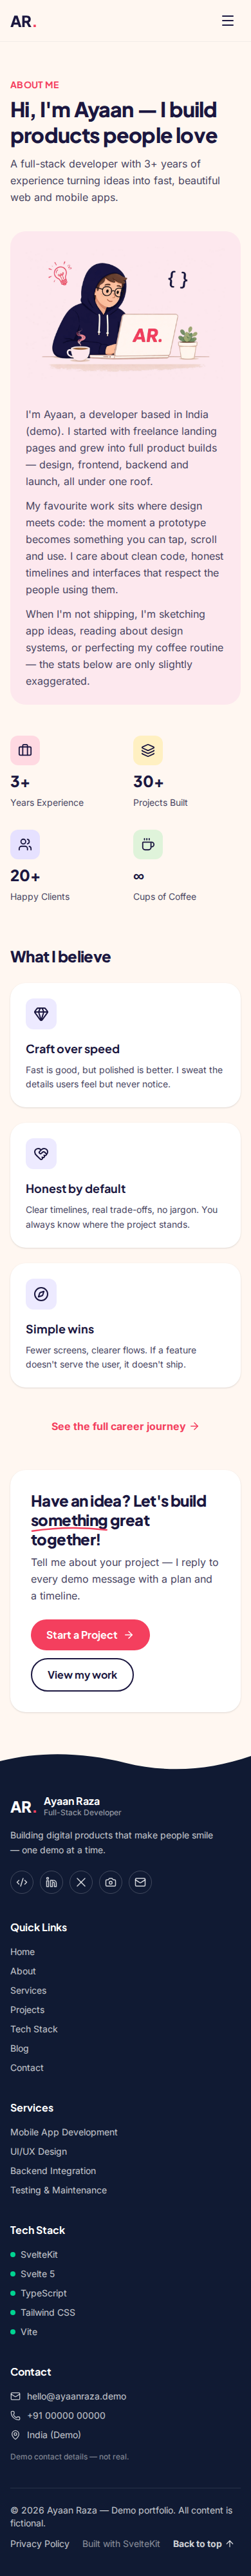 AR.
ABOUT ME
Hi, I'm Ayaan — I build
products people love
A full-stack developer with 3+ years of
experience turning ideas into fast, beautiful
web and mobile apps.
{ }
AR.
I'm Ayaan, a developer based in India
(demo). I started with freelance landing
pages and grew into full product builds
— design, frontend, backend and
launch, all under one roof.
My favourite work sits where design
meets code: the moment a prototype
becomes something you can tap, scroll
and use. I care about clean code, honest
timelines and interfaces that respect the
people using them.
When I'm not shipping, I'm sketching
app ideas, reading about design
systems, or perfecting my coffee routine
— the stats below are only slightly
exaggerated.
3+
Years Experience
30+
Projects Built
20+
Happy Clients
∞
Cups of Coffee
What I believe
Craft over speed
Fast is good, but polished is better. I sweat the
details users feel but never notice.
Honest by default
Clear timelines, real trade-offs, no jargon. You
always know where the project stands.
Simple wins
Fewer screens, clearer flows. If a feature
doesn't serve the user, it doesn't ship.
See the full career journey →
Have an idea? Let's build
something great
together!
Tell me about your project — I reply to
every demo message with a plan and
a timeline.
Start a Project →
View my work
AR.
Ayaan Raza
Full-Stack Developer
Building digital products that make people smile
— one demo at a time.
Quick Links
Home
About
Services
Projects
Tech Stack
Blog
Contact
Services
Mobile App Development
UI/UX Design
Backend Integration
Testing & Maintenance
Tech Stack
SvelteKit
Svelte 5
TypeScript
Tailwind CSS
Vite
Contact
hello@ayaanraza.demo
+91 00000 00000
India (Demo)
Demo contact details — not real.
© 2026 Ayaan Raza — Demo portfolio. All content is
fictional.
Privacy Policy Built with SvelteKit Back to top ↑